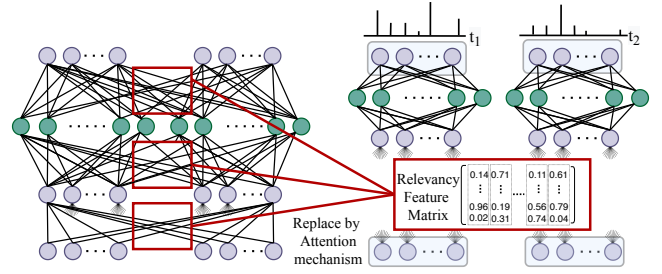 t1
t2
Relevancy
Feature
Matrix
0.14 0.71 0.11 0.61
0.96 0.19 .... 0.56 0.79
0.02 0.31 0.74 0.04
Replace by
Attention
mechanism